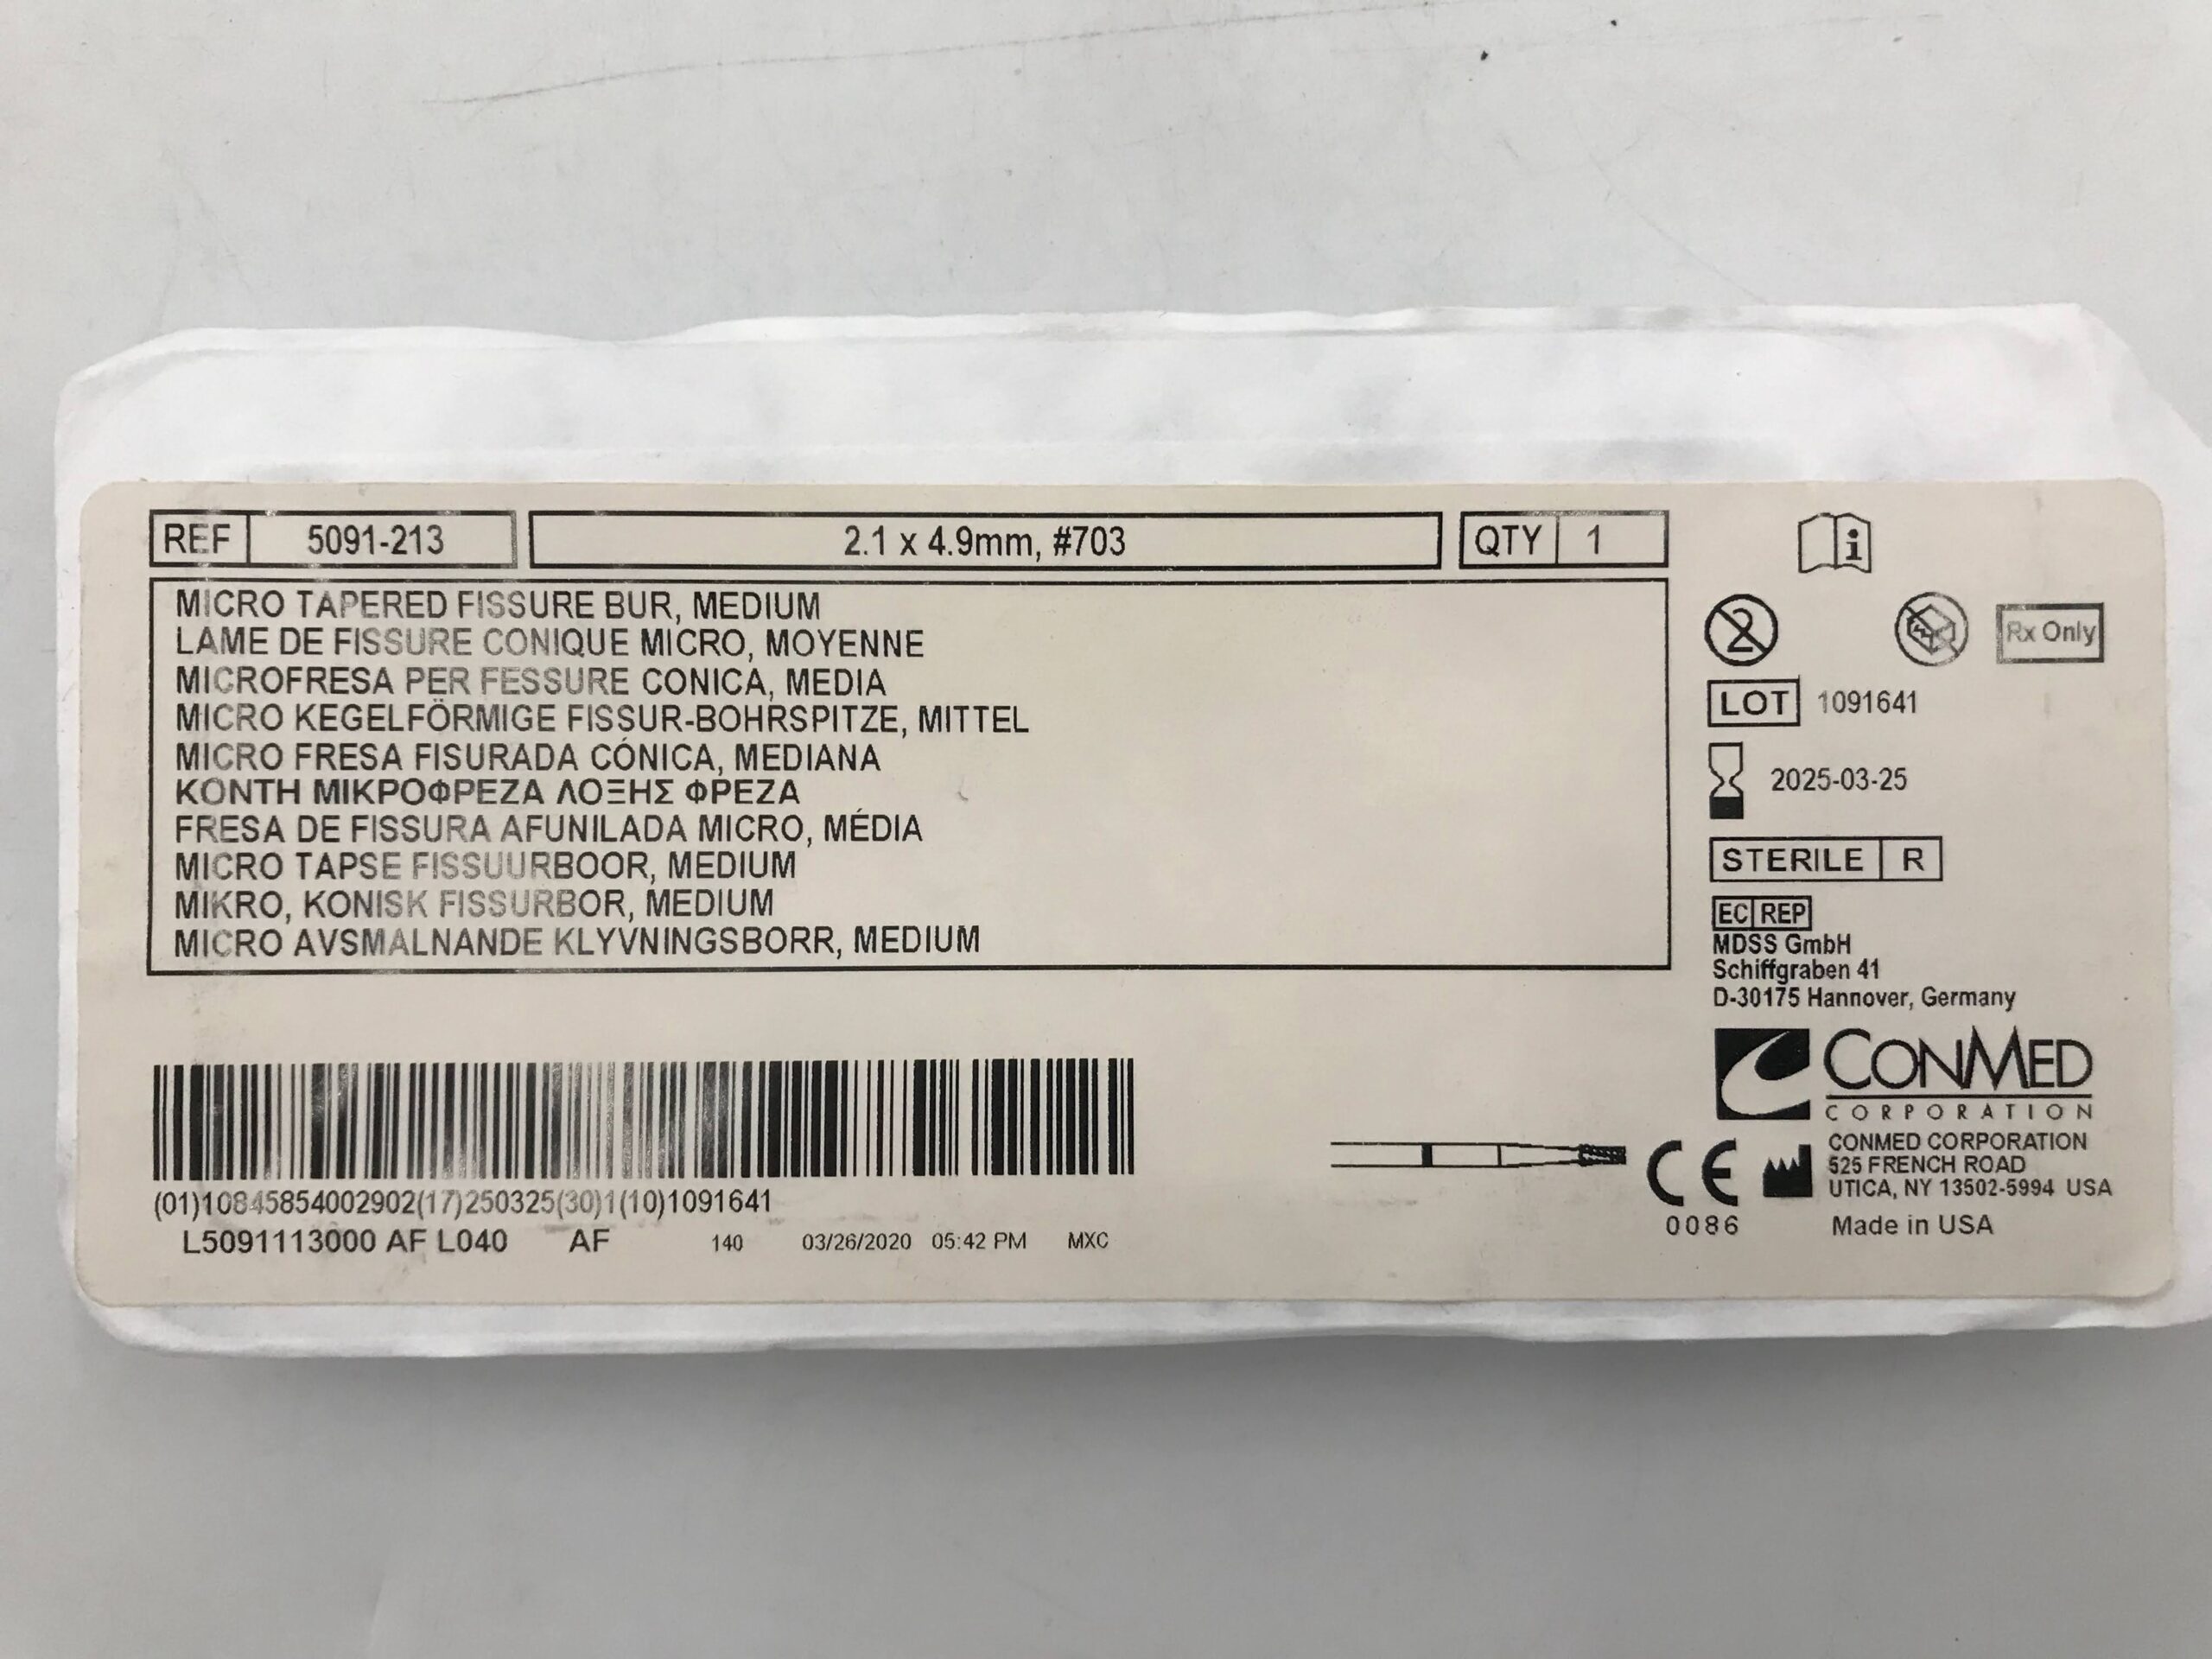 REF 5091-213 2.1 x 4.9mm, #703 QTY 1
MICRO TAPERED FISSURE BUR, MEDIUM
LAME DE FISSURE CONIQUE MICRO, MOYENNE
MICROFRESA PER FESSURE CONICA, MEDIA
MICRO KEGELFÖRMIGE FISSUR-BOHRSPITZE, MITTEL
MICRO FRESA FISURADA CÓNICA, MEDIANA
ΚΟΝΤΗ ΜΙΚΡΟΦΡΕΖΑ ΛΟΞΗΣ ΦΡΕΖΑ
FRESA DE FISSURA AFUNILADA MICRO, MÉDIA
MICRO TAPSE FISSUURBOOR, MEDIUM
MIKRO, KONISK FISSURBOR, MEDIUM
MICRO AVSMALNANDE KLYVNINGSBORR, MEDIUM
(01)10845854002902(17)250325(30)1(10)1091641
L5091113000 AF L040 AF 140 03/26/2020 05:42 PM MXC
i
2 Rx Only
LOT 1091641
2025-03-25
STERILE R
EC REP
MDSS GmbH
Schiffgraben 41
D-30175 Hannover, Germany
CONMED
CORPORATION
CE
0086
CONMED CORPORATION
525 FRENCH ROAD
UTICA, NY 13502-5994 USA
Made in USA